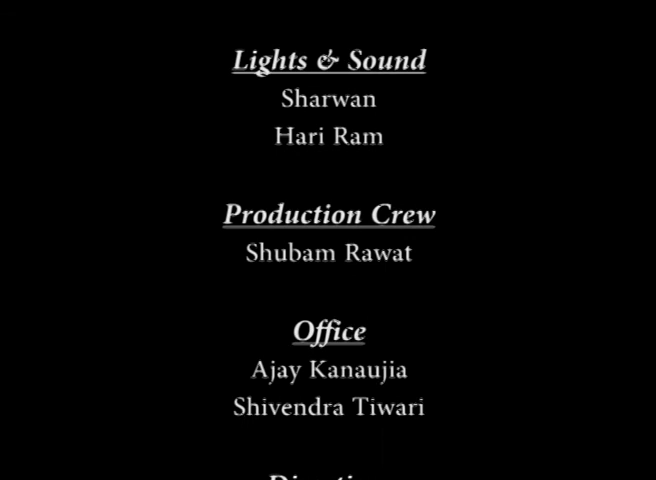 Lights & Sound
Sharwan
Hari Ram
Production Crew
Shubam Rawat
Office
Ajay Kanaujia
Shivendra Tiwari